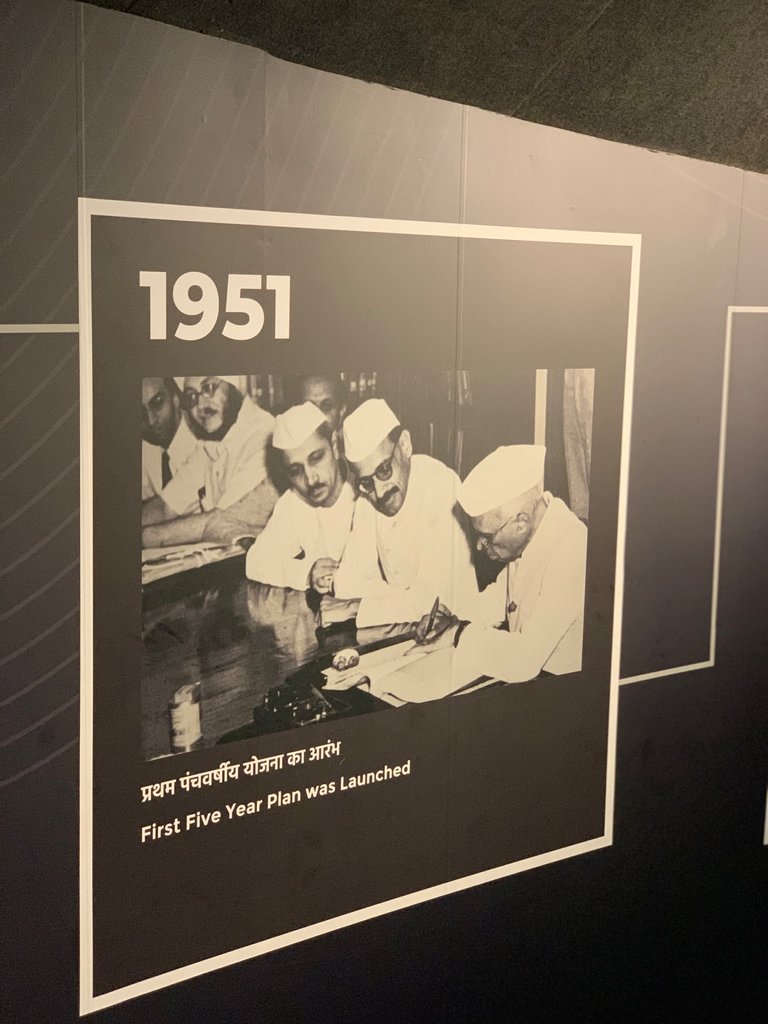 1951
प्रथम पंचवर्षीय योजना का आरंभ
First Five Year Plan was Launched